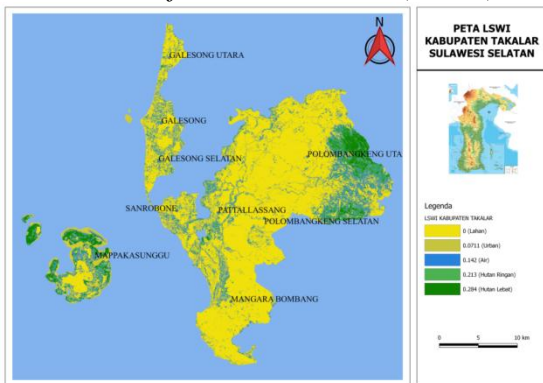 N
PETA LSWI
KABUPATEN TAKALAR
SULAWESI SELATAN
GALESONG UTARA
GALESONG
GALESONG SELATAN
POLOMBANGKENG UTA
SANROBONE
PATTALLASSANG
POLOMBANGKENG SELATAN
MAPPAKASUNGGU
MANGARA BOMBANG
Legenda
LSWI KABUPATEN TAKALAR
0 (Lahan)
0.0711 (Urban)
0.142 (Air)
0.213 (Hutan Ringan)
0.284 (Hutan Lebat)
0 5 10 km